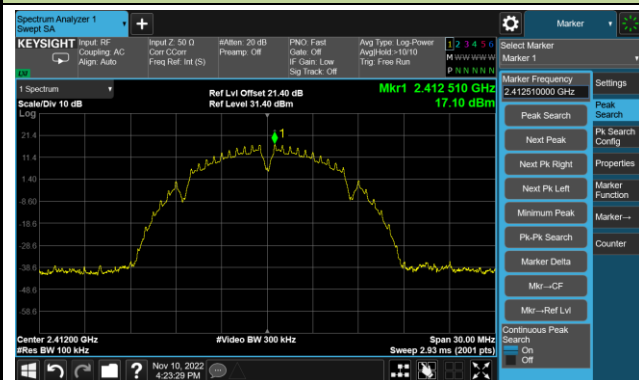 Spectrum Analyzer 1
Swept SA
+
Marker
KEYSIGHT
Input: RF
Coupling: AC
Align: Auto
Input Z: 50 Ω
Corr CCorr
Freq Ref: Int (S)
#Atten: 20 dB
Preamp: Off
PNO: Fast
Gate: Off
IF Gain: Low
Sig Track: Off
Avg Type: Log-Power
Avg|Hold:>10/10
Trig: Free Run
1 2 3 4 5 6
M W W W W W
P N N N N N
Select Marker
Marker 1
1 Spectrum
Scale/Div 10 dB
Log
Ref Lvl Offset 21.40 dB
Ref Level 31.40 dBm
Mkr1 2.412 510 GHz
17.10 dBm
1
21.4
11.4
1.40
-8.60
-18.6
-28.6
-38.6
-48.6
-58.6
Center 2.41200 GHz
#Res BW 100 kHz
#Video BW 300 kHz
Span 30.00 MHz
Sweep 2.93 ms (2001 pts)
Marker Frequency
2.412510000 GHz
Peak Search
Next Peak
Next Pk Right
Next Pk Left
Minimum Peak
Pk-Pk Search
Marker Delta
Mkr→CF
Mkr→Ref Lvl
Continuous Peak
Search
On
Off
Settings
Peak
Search
Pk Search
Config
Properties
Marker
Function
Marker→
Counter
?
Nov 10, 2022
4:23:29 PM